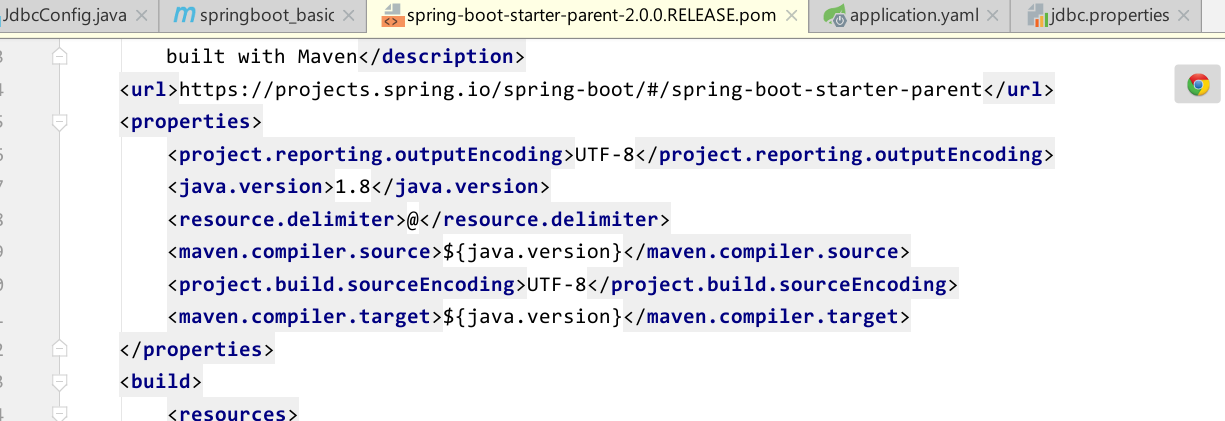 JdbcConfig.java
springboot_basic
spring-boot-starter-parent-2.0.0.RELEASE.pom
application.yaml
jdbc.properties
built with Maven</description>
<url>https://projects.spring.io/spring-boot/#/spring-boot-starter-parent</url>
<properties>
<project.reporting.outputEncoding>UTF-8</project.reporting.outputEncoding>
<java.version>1.8</java.version>
<resource.delimiter>@</resource.delimiter>
<maven.compiler.source>${java.version}</maven.compiler.source>
<project.build.sourceEncoding>UTF-8</project.build.sourceEncoding>
<maven.compiler.target>${java.version}</maven.compiler.target>
</properties>
<build>
<resources>